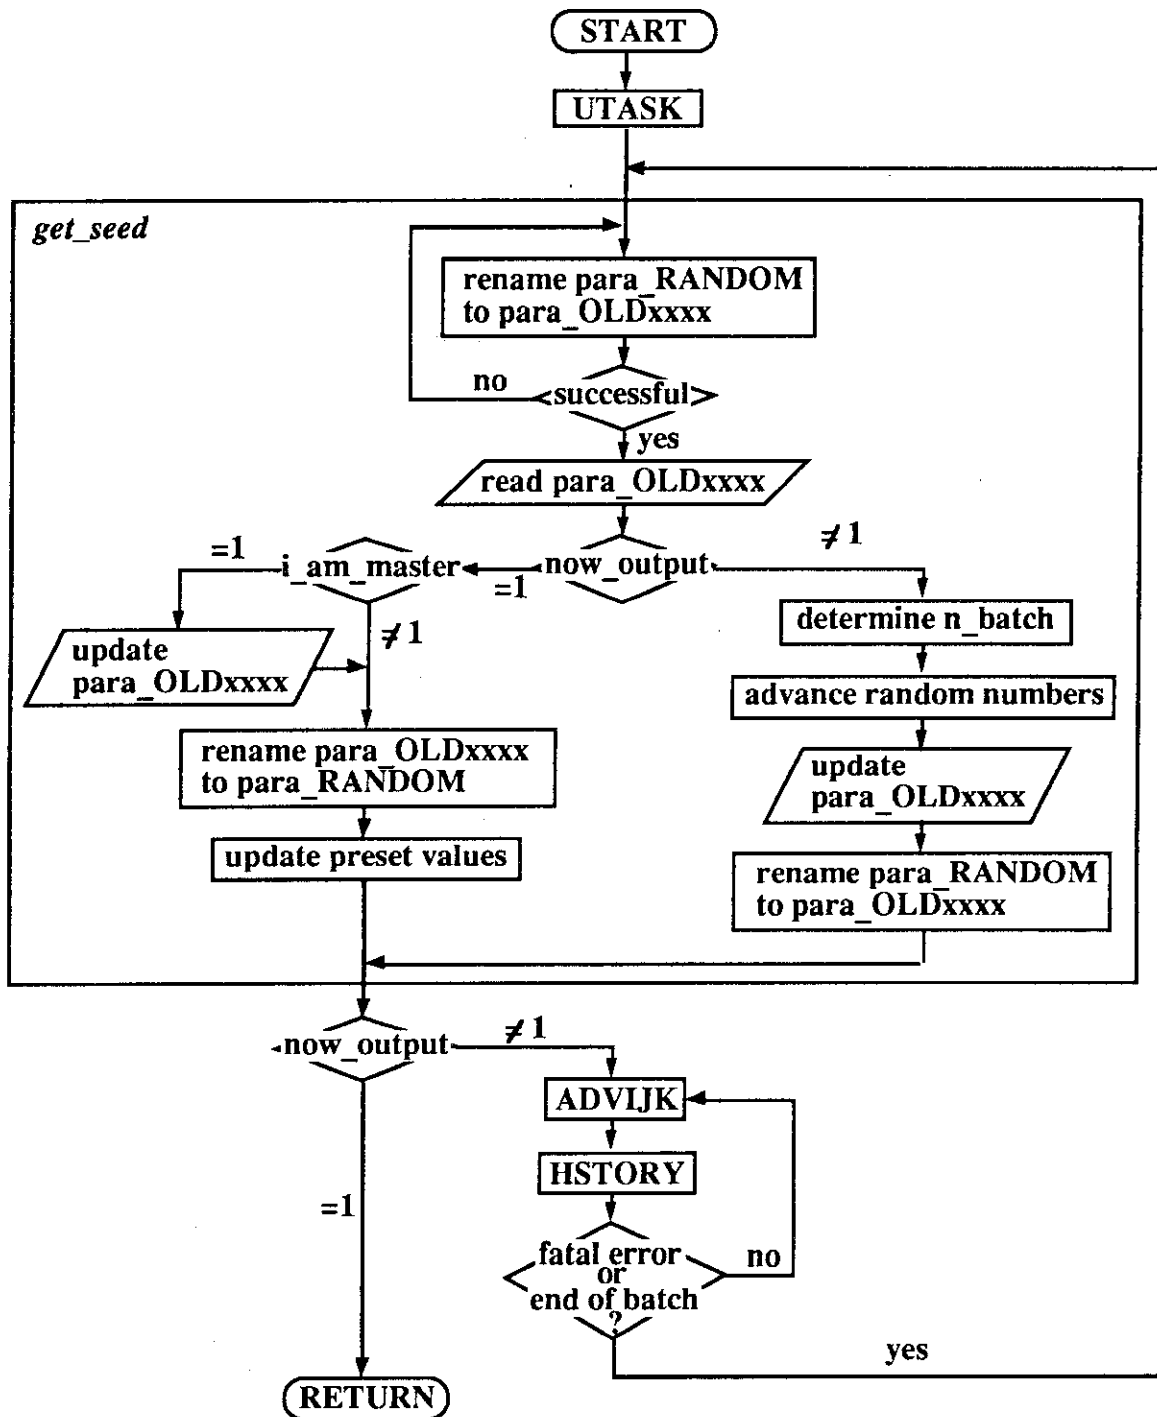 START
UTASK
get_seed
rename para_RANDOM
to para_OLDxxxx
no
successful
yes
read para_OLDxxxx
=1
i_am_master
=1
now_output
≠1
≠1
determine n_batch
update
para_OLDxxxx
advance random numbers
rename para_OLDxxxx
to para_RANDOM
update
para_OLDxxxx
update preset values
rename para_RANDOM
to para_OLDxxxx
now_output
≠1
ADVIJK
HSTORY
=1
fatal error
or
end of batch
?
no
yes
RETURN